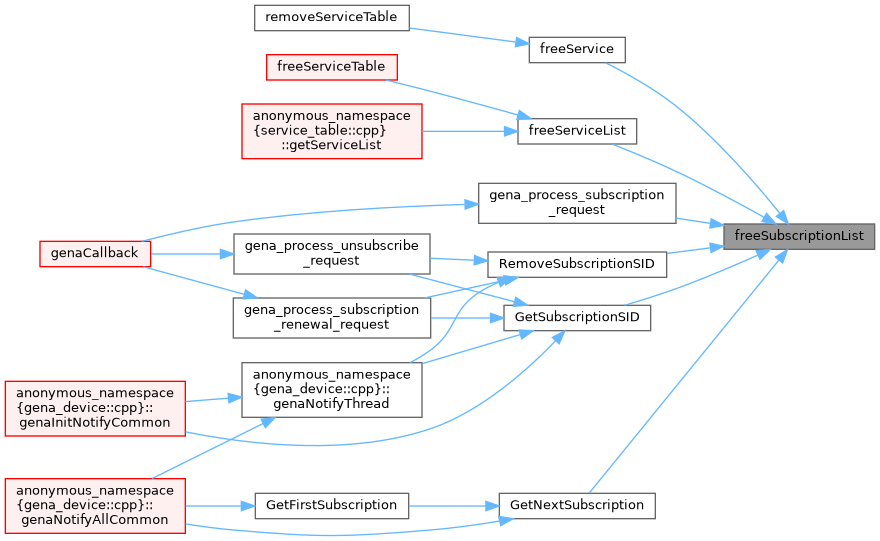 removeServiceTable
freeService
freeServiceTable
anonymous_namespace
{service_table::cpp}
::getServiceList
freeServiceList
gena_process_subscription
_request
freeSubscriptionList
genaCallback
gena_process_unsubscribe
_request
RemoveSubscriptionSID
gena_process_subscription
_renewal_request
GetSubscriptionSID
anonymous_namespace
{gena_device::cpp}::
genaNotifyThread
anonymous_namespace
{gena_device::cpp}::
genaInitNotifyCommon
anonymous_namespace
{gena_device::cpp}::
genaNotifyAllCommon
GetFirstSubscription
GetNextSubscription